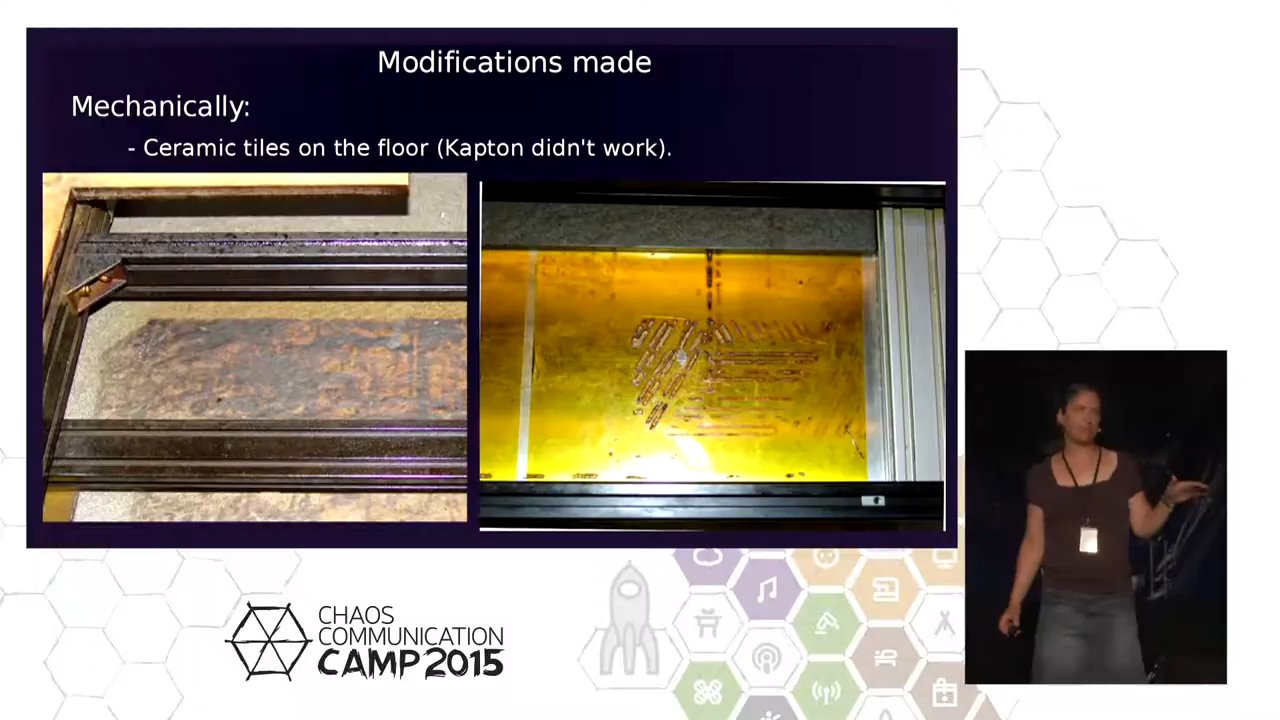 Modifications made
Mechanically:
- Ceramic tiles on the floor (Kapton didn't work).
CHAOS
COMMUNICATION
CAMP 2015